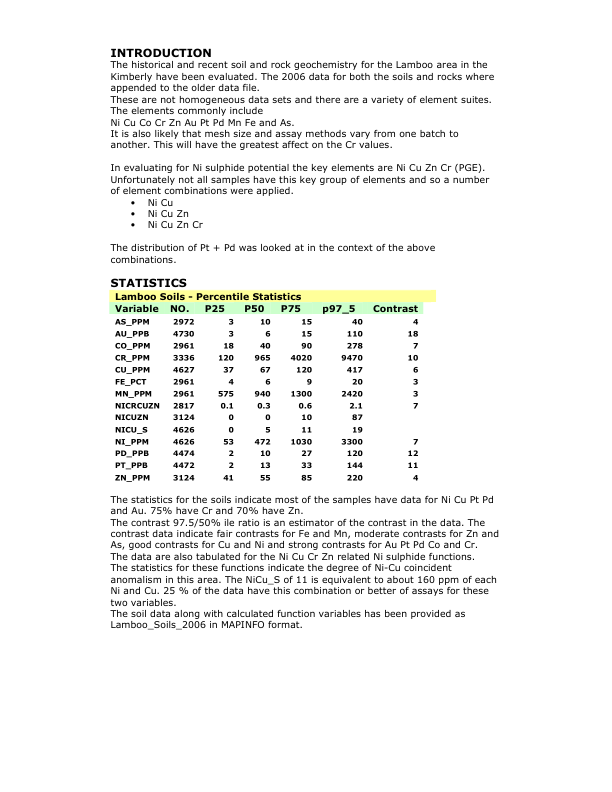 INTRODUCTION
The historical and recent soil and rock geochemistry for the Lamboo area in the
Kimberly have been evaluated. The 2006 data for both the soils and rocks where
appended to the older data file.
These are not homogeneous data sets and there are a variety of element suites.
The elements commonly include
Ni Cu Co Cr Zn Au Pt Pd Mn Fe and As.
It is also likely that mesh size and assay methods vary from one batch to
another. This will have the greatest affect on the Cr values.
In evaluating for Ni sulphide potential the key elements are Ni Cu Zn Cr (PGE).
Unfortunately not all samples have this key group of elements and so a number
of element combinations were applied.
• Ni Cu
• Ni Cu Zn
• Ni Cu Zn Cr
The distribution of Pt + Pd was looked at in the context of the above
combinations.
STATISTICS
Lamboo Soils - Percentile Statistics
Variable NO. P25 P50 P75 p97_5 Contrast
AS_PPM 2972 3 10 15 40 4
AU_PPB 4730 3 6 15 110 18
CO_PPM 2961 18 40 90 278 7
CR_PPM 3336 120 965 4020 9470 10
CU_PPM 4627 37 67 120 417 6
FE_PCT 2961 4 6 9 20 3
MN_PPM 2961 575 940 1300 2420 3
NICRCUZN 2817 0.1 0.3 0.6 2.1 7
NICUZN 3124 0 0 10 87
NICU_S 4626 0 5 11 19
NI_PPM 4626 53 472 1030 3300 7
PD_PPB 4474 2 10 27 120 12
PT_PPB 4472 2 13 33 144 11
ZN_PPM 3124 41 55 85 220 4
The statistics for the soils indicate most of the samples have data for Ni Cu Pt Pd
and Au. 75% have Cr and 70% have Zn.
The contrast 97.5/50% ile ratio is an estimator of the contrast in the data. The
contrast data indicate fair contrasts for Fe and Mn, moderate contrasts for Zn and
As, good contrasts for Cu and Ni and strong contrasts for Au Pt Pd Co and Cr.
The data are also tabulated for the Ni Cu Cr Zn related Ni sulphide functions.
The statistics for these functions indicate the degree of Ni-Cu coincident
anomalism in this area. The NiCu_S of 11 is equivalent to about 160 ppm of each
Ni and Cu. 25 % of the data have this combination or better of assays for these
two variables.
The soil data along with calculated function variables has been provided as
Lamboo_Soils_2006 in MAPINFO format.